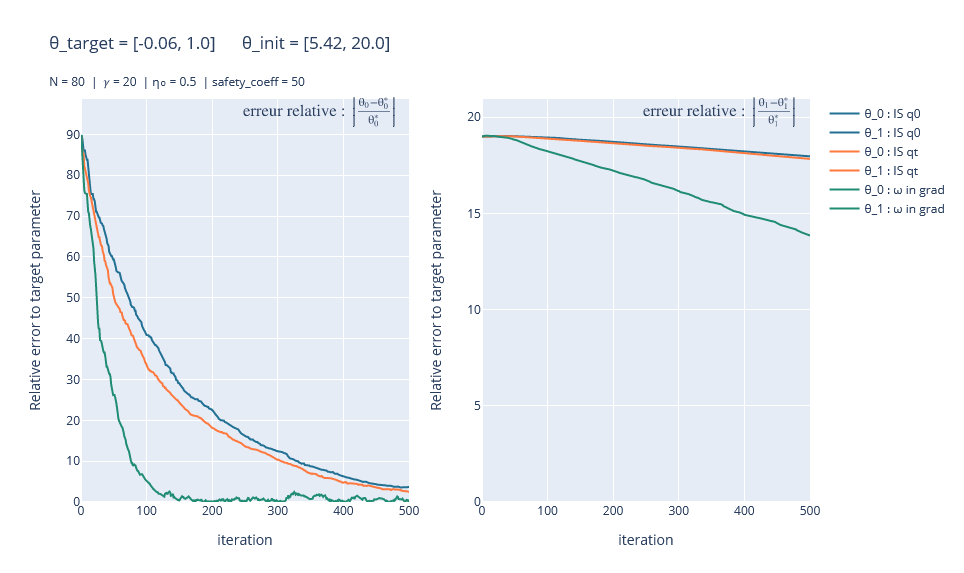 θ_target = [-0.06, 1.0] θ_init = [5.42, 20.0]
N = 80 | γ = 20 | η₀ = 0.5 | safety_coeff = 50
erreur relative : |θ₀−θ₀*/θ₀*|
Relative error to target parameter
90
80
70
60
50
40
30
20
10
0
0 100 200 300 400 500
iteration
erreur relative : |θ₁−θ₁*/θ₁*|
Relative error to target parameter
20
15
10
5
0
0 100 200 300 400 500
iteration
θ_0 : IS q0
θ_1 : IS q0
θ_0 : IS qt
θ_1 : IS qt
θ_0 : ω in grad
θ_1 : ω in grad